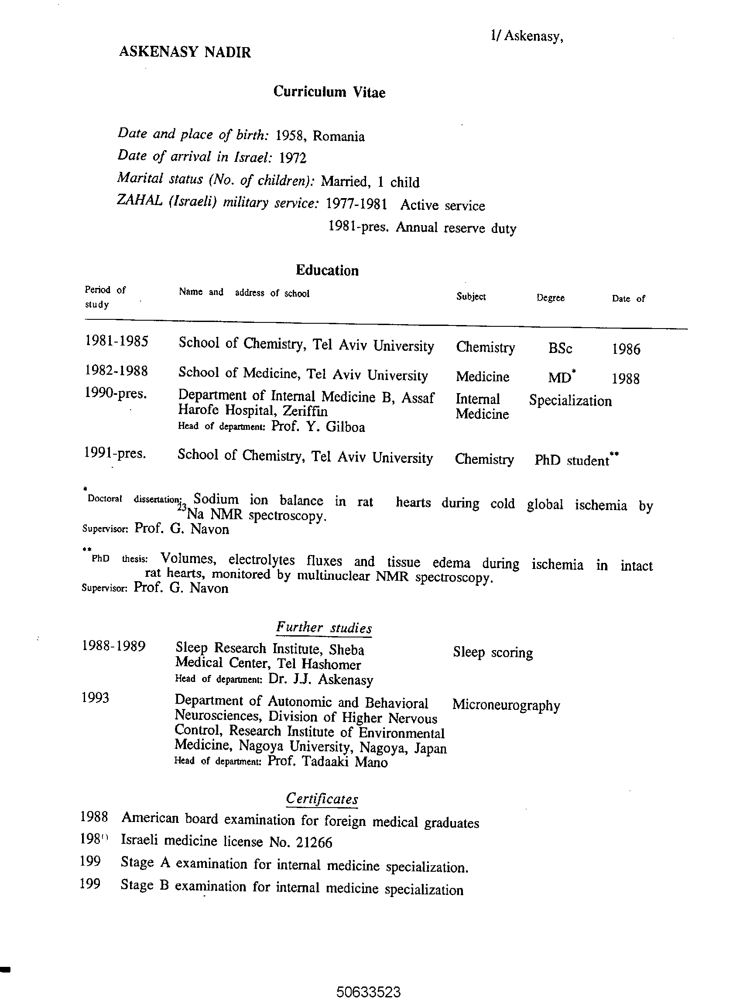 1/ Askenasy,
ASKENASY NADIR
Curriculum Vitae
Date and place of birth: 1958, Romania
Date of arrival in Israel: 1972
Marital status (No. of children): Married, 1 child
ZAHAL (Israeli) military service: 1977-1981 Active service
1981-pres. Annual reserve duty
Education
Period of study Name and address of school Subject Degree Date of
1981-1985 School of Chemistry, Tel Aviv University Chemistry BSc 1986
1982-1988 School of Medicine, Tel Aviv University Medicine MD* 1988
1990-pres. Department of Internal Medicine B, Assaf Internal Specialization
Harofe Hospital, Zeriffin Medicine
Head of department: Prof. Y. Gilboa
1991-pres. School of Chemistry, Tel Aviv University Chemistry PhD student**
*Doctorat dissertation: Sodium ion balance in rat hearts during cold global ischemia by
23Na NMR spectroscopy.
Supervisor: Prof. G. Navon
**PhD thesis: Volumes, electrolytes fluxes and tissue edema during ischemia in intact
rat hearts, monitored by multinuclear NMR spectroscopy.
Supervisor: Prof. G. Navon
Further studies
1988-1989 Sleep Research Institute, Sheba Sleep scoring
Medical Center, Tel Hashomer
Head of department: Dr. J.J. Askenasy
1993 Department of Autonomic and Behavioral Microneurography
Neurosciences, Division of Higher Nervous
Control, Research Institute of Environmental
Medicine, Nagoya University, Nagoya, Japan
Head of department: Prof. Tadaaki Mano
Certificates
1988 American board examination for foreign medical graduates
198 Israeli medicine license No. 21266
199 Stage A examination for internal medicine specialization.
199 Stage B examination for internal medicine specialization
50633523